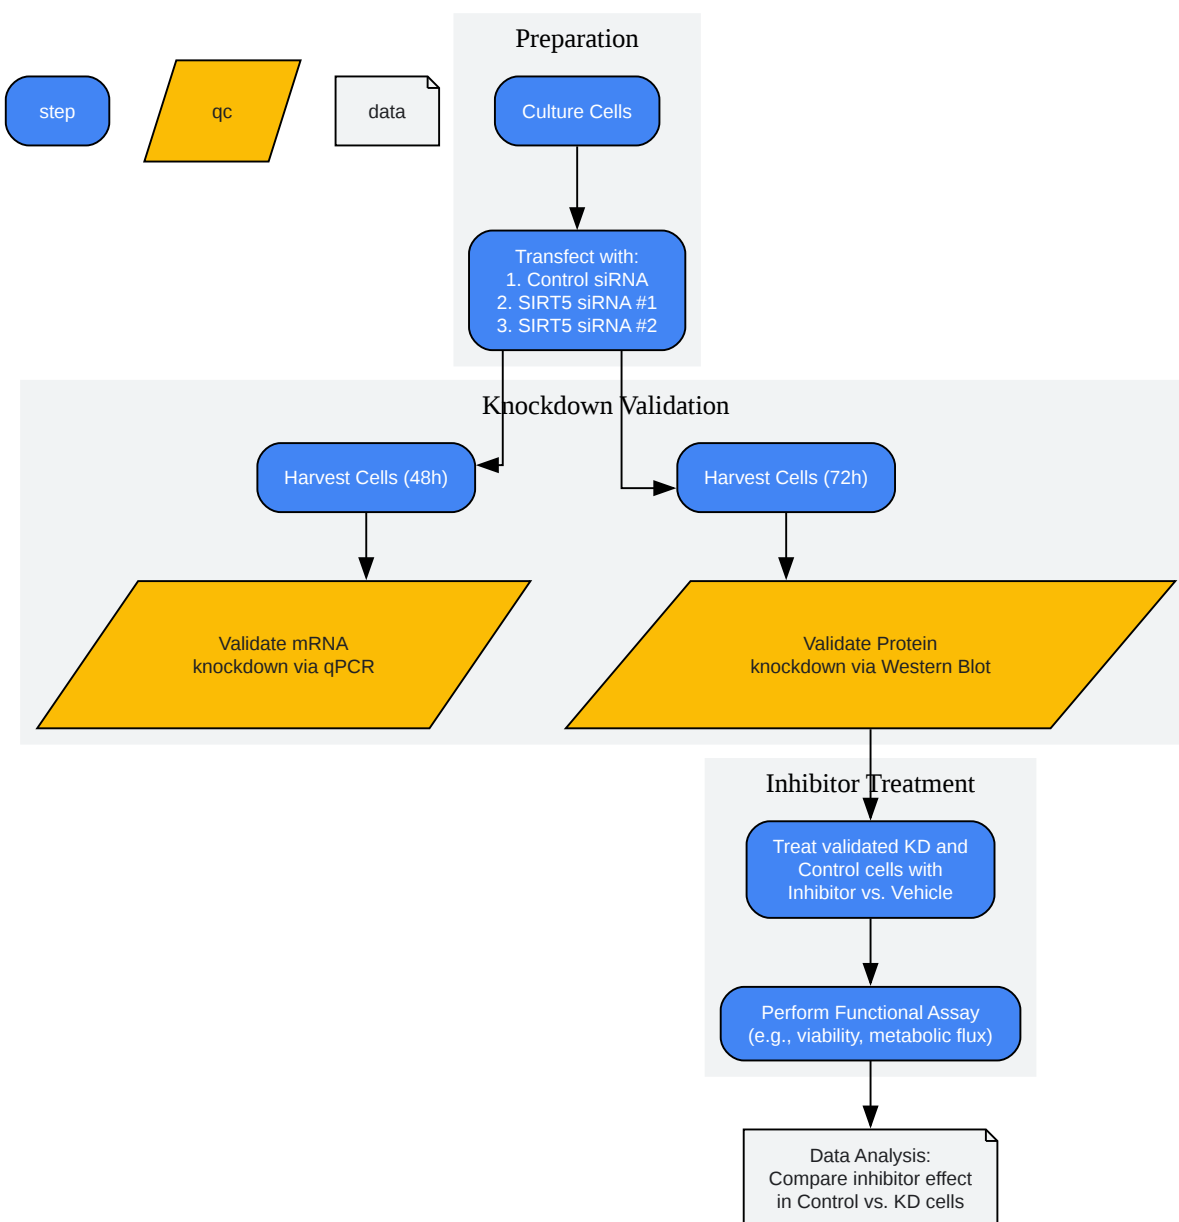 Preparation
step
qc
data
Culture Cells
Transfect with:
1. Control siRNA
2. SIRT5 siRNA #1
3. SIRT5 siRNA #2
Knockdown Validation
Harvest Cells (48h)
Harvest Cells (72h)
Validate mRNA
knockdown via qPCR
Validate Protein
knockdown via Western Blot
Inhibitor Treatment
Treat validated KD and
Control cells with
Inhibitor vs. Vehicle
Perform Functional Assay
(e.g., viability, metabolic flux)
Data Analysis:
Compare inhibitor effect
in Control vs. KD cells